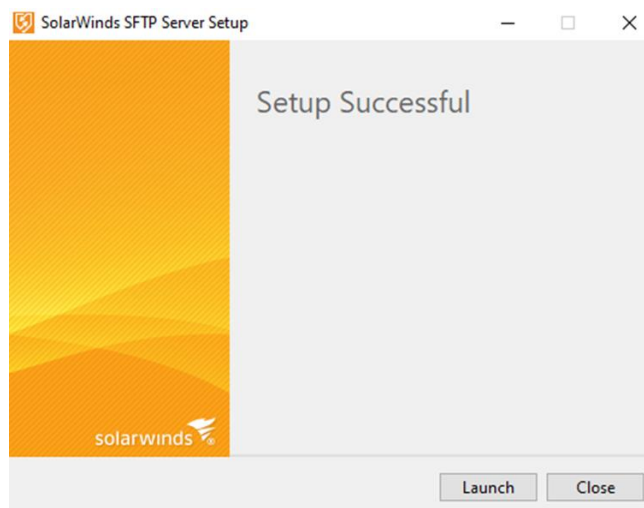 SolarWinds SFTP Server Setup
Setup Successful
solarwinds®
Launch
Close